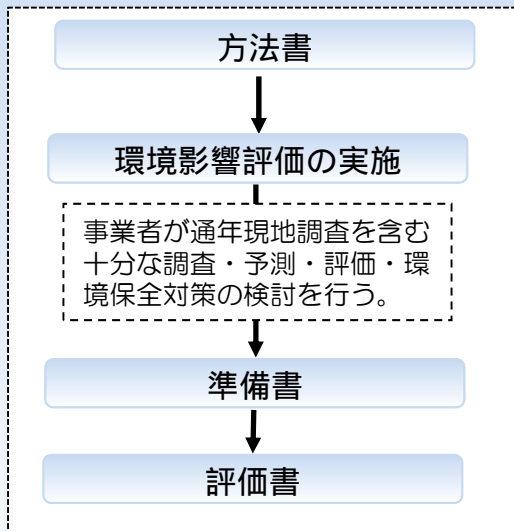 方法書
環境影響評価の実施
事業者が通年現地調査を含む
十分な調査・予測・評価・環
境保全対策の検討を行う。
準備書
評価書